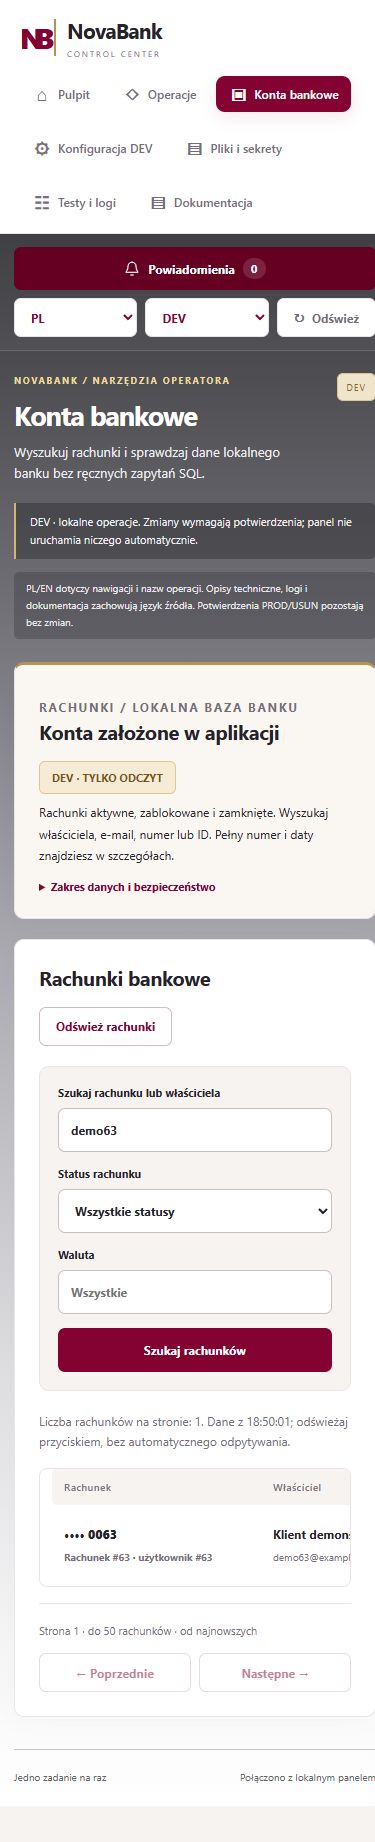 NB NovaBank
CONTROL CENTER
Pulpit
Operacje
Konta bankowe
Konfiguracja DEV
Pliki i sekrety
Testy i logi
Dokumentacja
Powiadomienia 0
PL
DEV
Odśwież
NOVABANK / NARZĘDZIA OPERATORA
DEV
Konta bankowe
Wyszukuj rachunki i sprawdzaj dane lokalnego
banku bez ręcznych zapytań SQL.
DEV · lokalne operacje. Zmiany wymagają potwierdzenia; panel nie
uruchamia niczego automatycznie.
PL/EN dotyczy nawigacji i nazw operacji. Opisy techniczne, logi i
dokumentacja zachowują język źródła. Potwierdzenia PROD/USUN pozostają
bez zmian.
RACHUNKI / LOKALNA BAZA BANKU
Konta założone w aplikacji
DEV · TYLKO ODCZYT
Rachunki aktywne, zablokowane i zamknięte. Wyszukaj
właściciela, e-mail, numer lub ID. Pełny numer i daty
znajdziesz w szczegółach.
Zakres danych i bezpieczeństwo
Rachunki bankowe
Odśwież rachunki
Szukaj rachunku lub właściciela
demo63
Status rachunku
Wszystkie statusy
Waluta
Wszystkie
Szukaj rachunków
Liczba rachunków na stronie: 1. Dane z 18:50:01; odświeżaj
przyciskiem, bez automatycznego odpytywania.
Rachunek Właściciel
•••• 0063 Klient demons
Rachunek #63 · użytkownik #63 demo63@exampl
Strona 1 · do 50 rachunków · od najnowszych
← Poprzednie
Następne →
Jedno zadanie na raz Połączono z lokalnym panelem